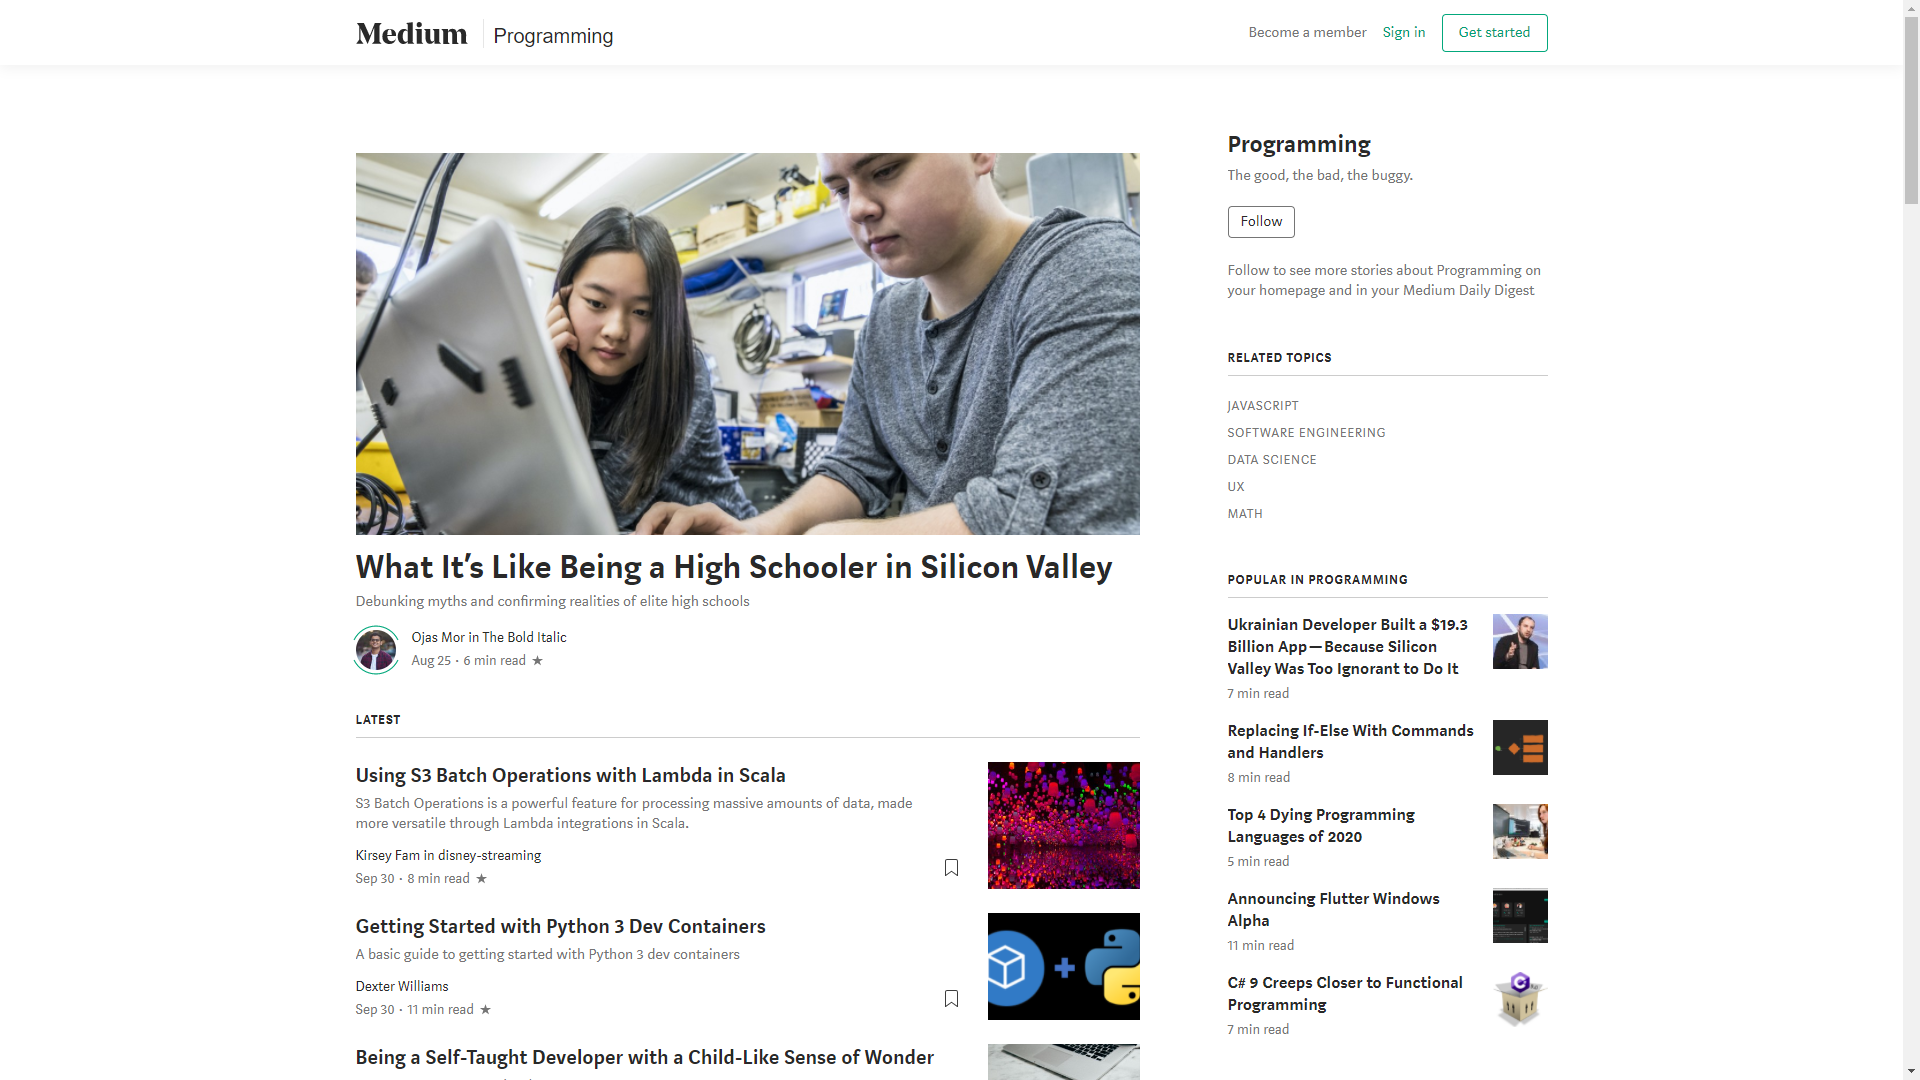 Medium
Programming
Become a member
Sign in
Get started
What It’s Like Being a High Schooler in Silicon Valley
Debunking myths and confirming realities of elite high schools
Ojas Mor in The Bold Italic
Aug 25 · 6 min read ★
LATEST
Using S3 Batch Operations with Lambda in Scala
S3 Batch Operations is a powerful feature for processing massive amounts of data, made
more versatile through Lambda integrations in Scala.
Kirsey Fam in disney-streaming
Sep 30 · 8 min read ★
Getting Started with Python 3 Dev Containers
A basic guide to getting started with Python 3 dev containers
Dexter Williams
Sep 30 · 11 min read ★
Being a Self-Taught Developer with a Child-Like Sense of Wonder
Programming
The good, the bad, the buggy.
Follow
Follow to see more stories about Programming on
your homepage and in your Medium Daily Digest
RELATED TOPICS
JAVASCRIPT
SOFTWARE ENGINEERING
DATA SCIENCE
UX
MATH
POPULAR IN PROGRAMMING
Ukrainian Developer Built a $19.3
Billion App — Because Silicon
Valley Was Too Ignorant to Do It
7 min read
Replacing If-Else With Commands
and Handlers
8 min read
Top 4 Dying Programming
Languages of 2020
5 min read
Announcing Flutter Windows
Alpha
11 min read
C# 9 Creeps Closer to Functional
Programming
7 min read